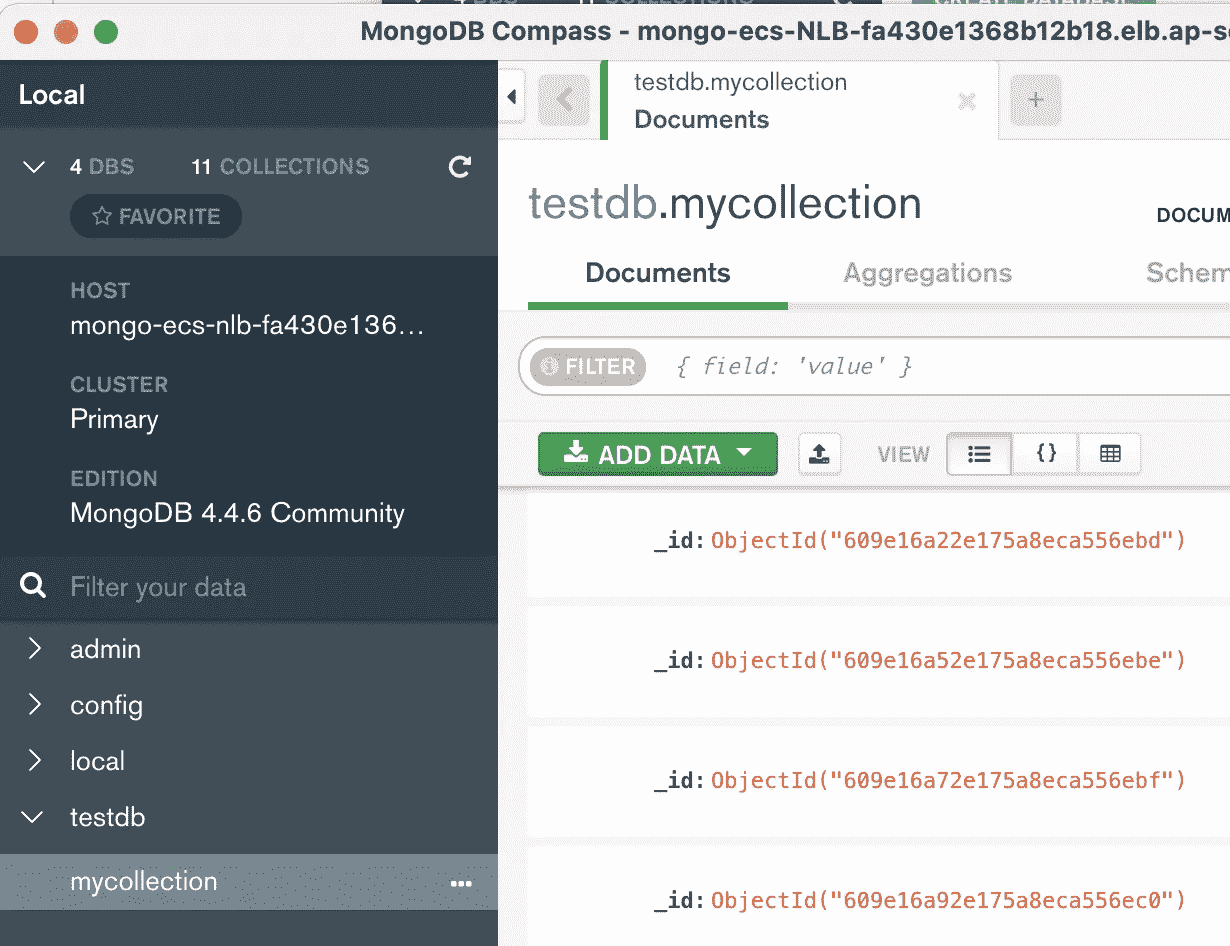 MongoDB Compass - mongo-ecs-NLB-fa430e1368b12b18.elb.ap-s
Local
4 DBS 11 COLLECTIONS
FAVORITE
HOST
mongo-ecs-nlb-fa430e136...
CLUSTER
Primary
EDITION
MongoDB 4.4.6 Community
Filter your data
admin
config
local
testdb
mycollection
testdb.mycollection
Documents
testdb.mycollection
DOCUM
Documents Aggregations Schem
FILTER { field: 'value' }
ADD DATA VIEW
_id: ObjectId("609e16a22e175a8eca556ebd")
_id: ObjectId("609e16a52e175a8eca556ebe")
_id: ObjectId("609e16a72e175a8eca556ebf")
_id: ObjectId("609e16a92e175a8eca556ec0")